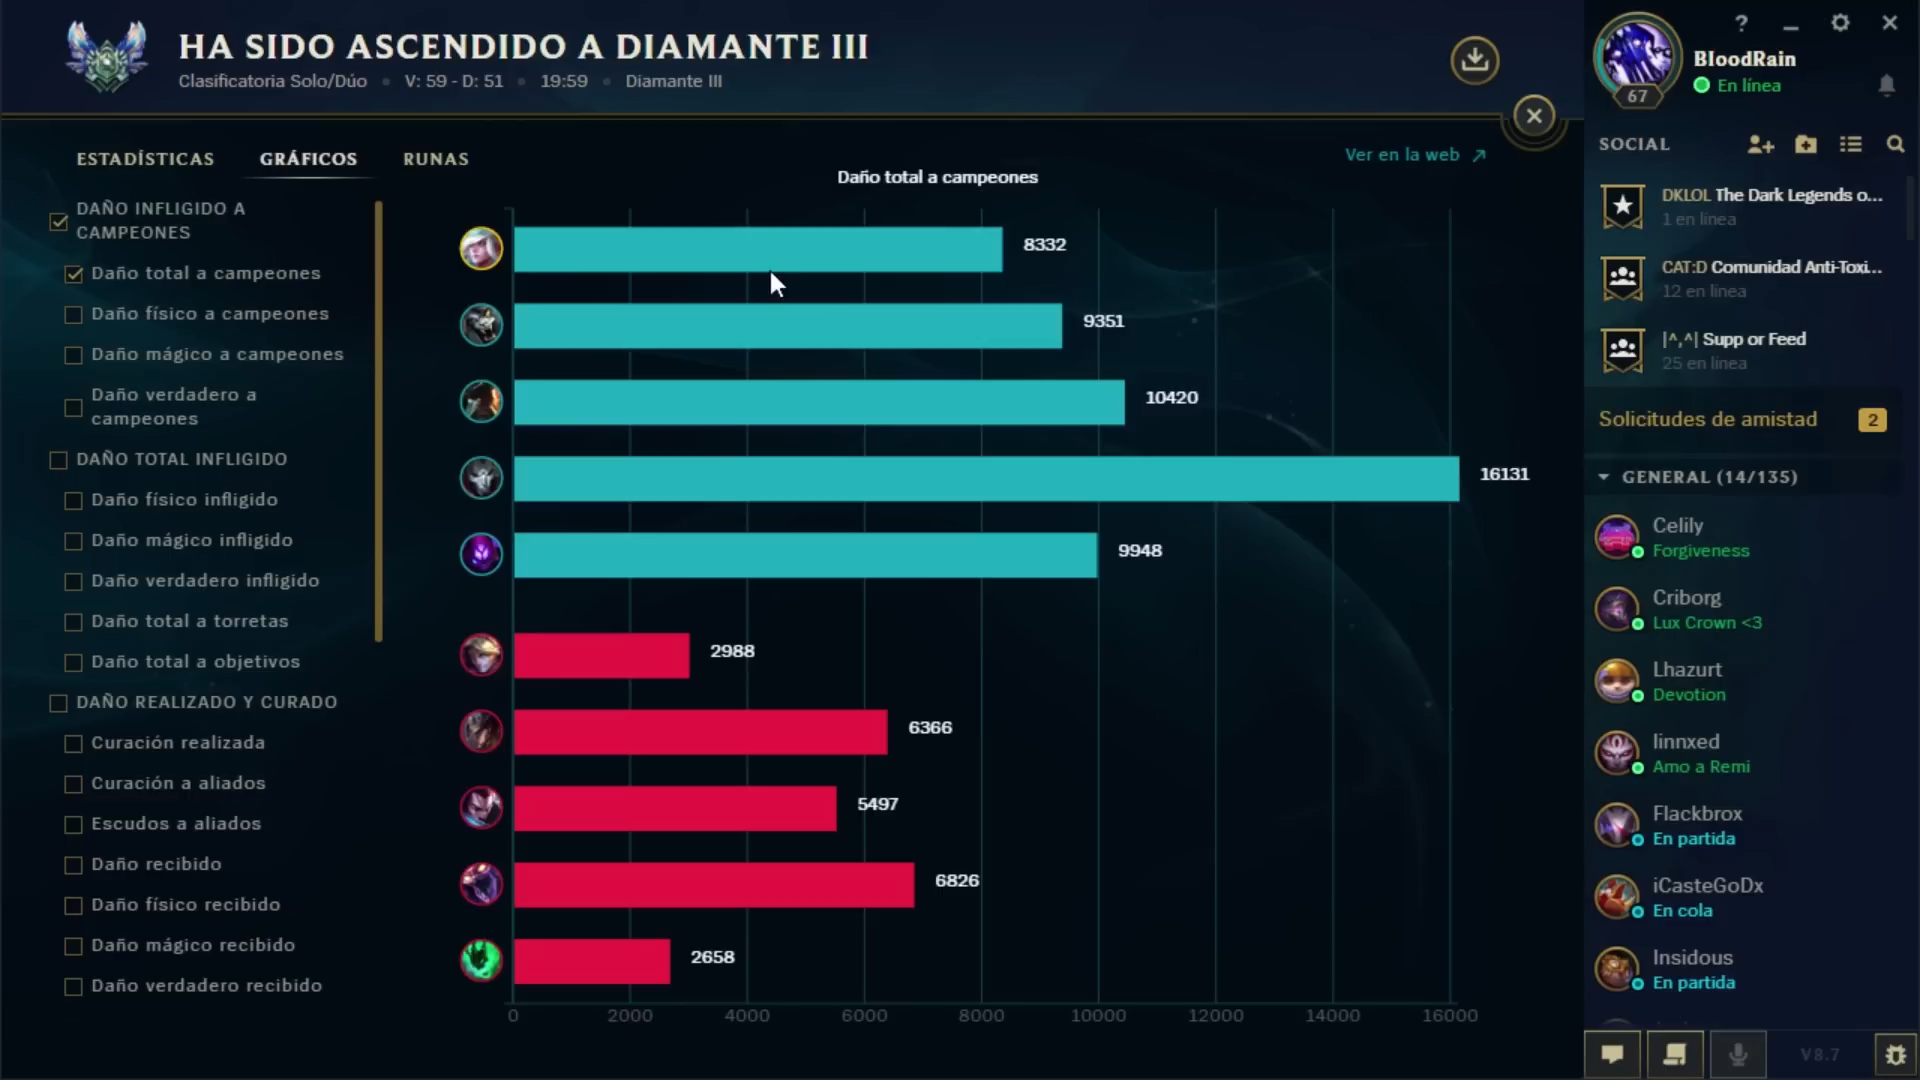 HA SIDO ASCENDIDO A DIAMANTE III
Clasificatoria Solo/Dúo • V: 59 - D: 51 • 19:59 • Diamante III
ESTADÍSTICAS
GRÁFICOS
RUNAS
Ver en la web
DAÑO INFLIGIDO A
CAMPEONES
Daño total a campeones
Daño físico a campeones
Daño mágico a campeones
Daño verdadero a
campeones
DAÑO TOTAL INFLIGIDO
Daño físico infligido
Daño mágico infligido
Daño verdadero infligido
Daño total a torretas
Daño total a objetivos
DAÑO REALIZADO Y CURADO
Curación realizada
Curación a aliados
Escudos a aliados
Daño recibido
Daño físico recibido
Daño mágico recibido
Daño verdadero recibido
Daño total a campeones
8332
9351
10420
16131
9948
2988
6366
5497
6826
2658
0 2000 4000 6000 8000 10000 12000 14000 16000
?
BloodRain
En línea
67
SOCIAL
DKLOL The Dark Legends o...
1 en línea
CAT:D Comunidad Anti-Toxi...
12 en línea
|^,^| Supp or Feed
25 en línea
Solicitudes de amistad 2
GENERAL (14/135)
Celily
Forgiveness
Criborg
Lux Crown <3
Lhazurt
Devotion
linnxed
Amo a Remi
Flackbrox
En partida
iCasteGoDx
En cola
Insidous
En partida
V8.7